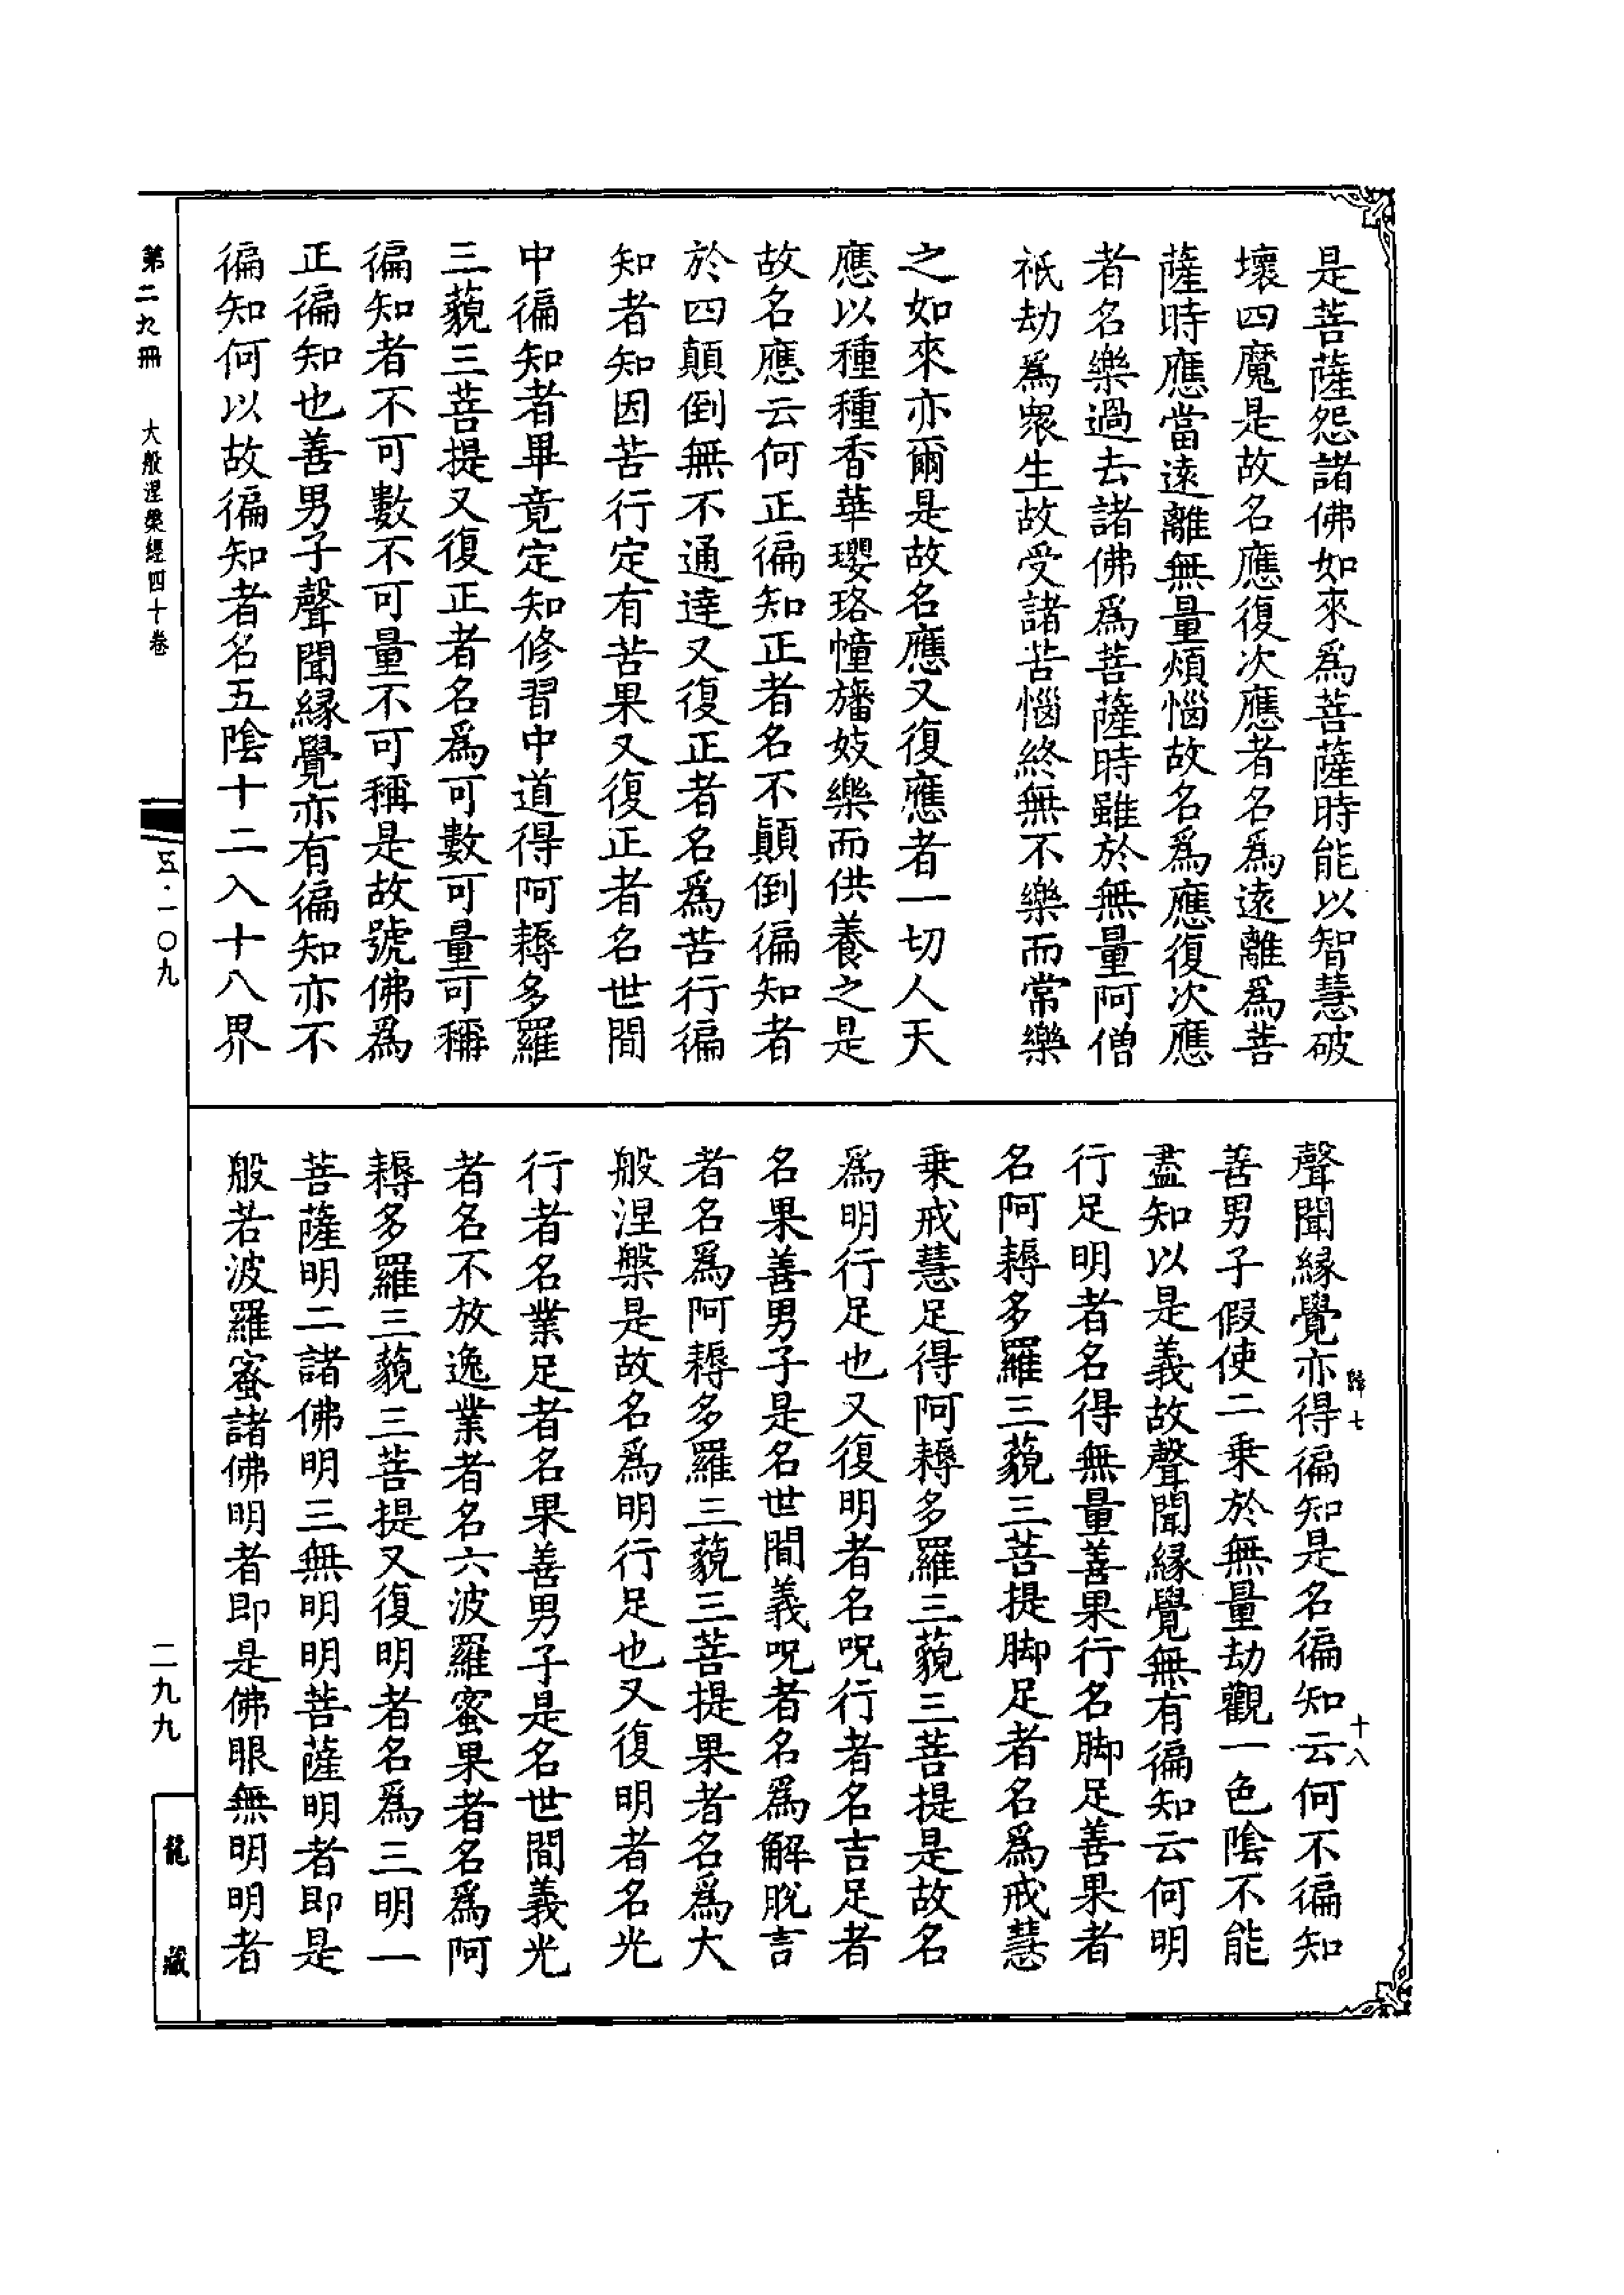 是菩薩怨諸佛如來爲菩薩時能以智慧破
壞四魔是故名應復次應者名爲遠離爲菩
薩時應當遠離無量煩惱故名爲應復次應
者名樂過去諸佛爲菩薩時雖於無量阿僧
祇劫爲衆生故受諸苦惱終無不樂而常樂
之如來亦爾是故名應又復應者一切人天
應以種種香華瓔珞幢旛妓樂而供養之是
故名應云何正徧知正者名不顛倒徧知者
於四顛倒無不通達又復正者名爲苦行徧
知者知因苦行定有苦果又復正者名世間
中徧知者畢竟定知修習中道得阿耨多羅
三藐三菩提又復正者名爲可數可量可稱
徧知者不可數不可量不可稱是故號佛爲
正徧知也善男子聲聞緣覺亦有徧知亦不
徧知何以故徧知者名五陰十二入十八界
聲聞緣覺亦得徧知是名徧知云何不徧知
善男子假使二乘於無量劫觀一色陰不能
盡知以是義故聲聞緣覺無有徧知云何明
行足明者名得無量善果行名脚足善果者
名阿耨多羅三藐三菩提脚足者名爲戒慧
乘戒慧足得阿耨多羅三藐三菩提是故名
爲明行足也又復明者名呪行者名吉足者
名果善男子是名世間義呪者名爲解脫吉
者名爲阿耨多羅三藐三菩提果者名爲大
般涅槃是故名爲明行足也又復明者名光
行者名業足者名果善男子是名世間義光
者名不放逸業者名六波羅蜜果者名爲阿
耨多羅三藐三菩提又復明者名爲三明一
菩薩明二諸佛明三無明明菩薩明者即是
般若波羅蜜諸佛明者即是佛眼無明明者
歸七
十八
第二九冊
大般涅槃經四十卷
五·一〇九
二九九
龍藏